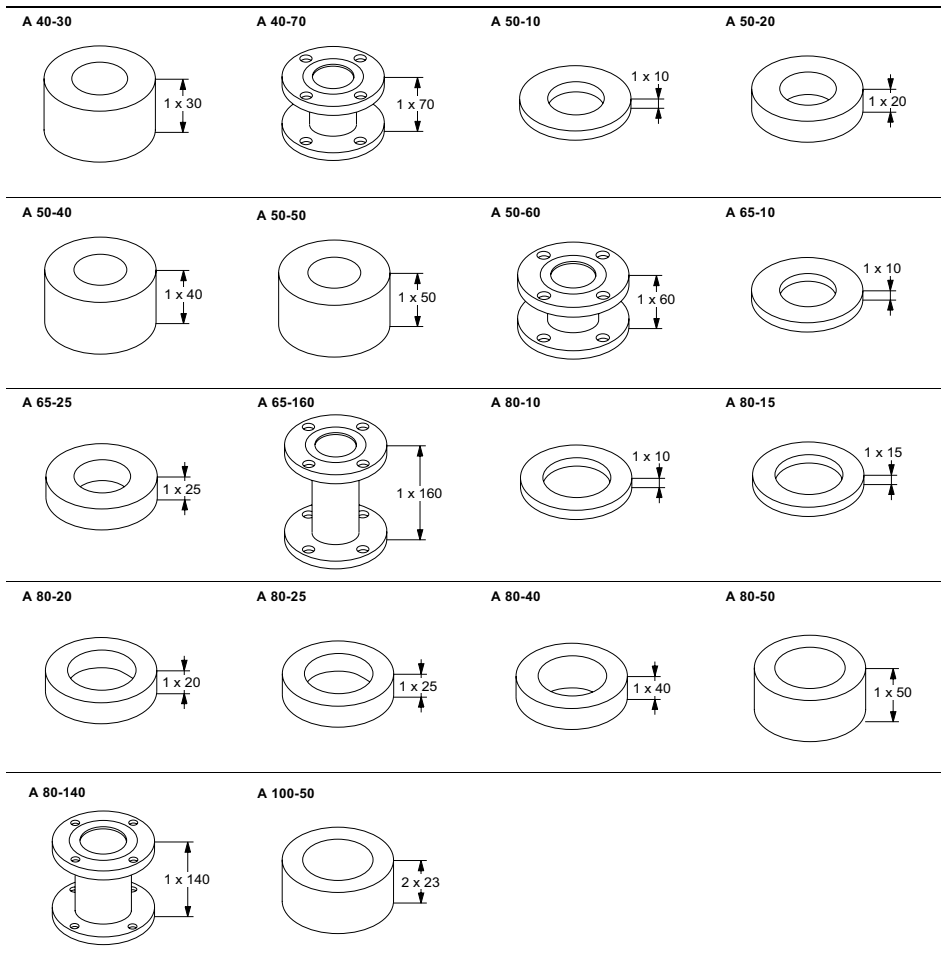 A 40-30
A 40-70
A 50-10
A 50-20
1 x 30
1 x 70
1 x 10
1 x 20
A 50-40
A 50-50
A 50-60
A 65-10
1 x 40
1 x 50
1 x 60
1 x 10
A 65-25
A 65-160
A 80-10
A 80-15
1 x 25
1 x 160
1 x 10
1 x 15
A 80-20
A 80-25
A 80-40
A 80-50
1 x 20
1 x 25
1 x 40
1 x 50
A 80-140
A 100-50
1 x 140
2 x 23